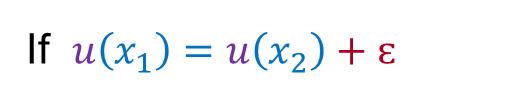 If u(x₁) = u(x₂) + ε